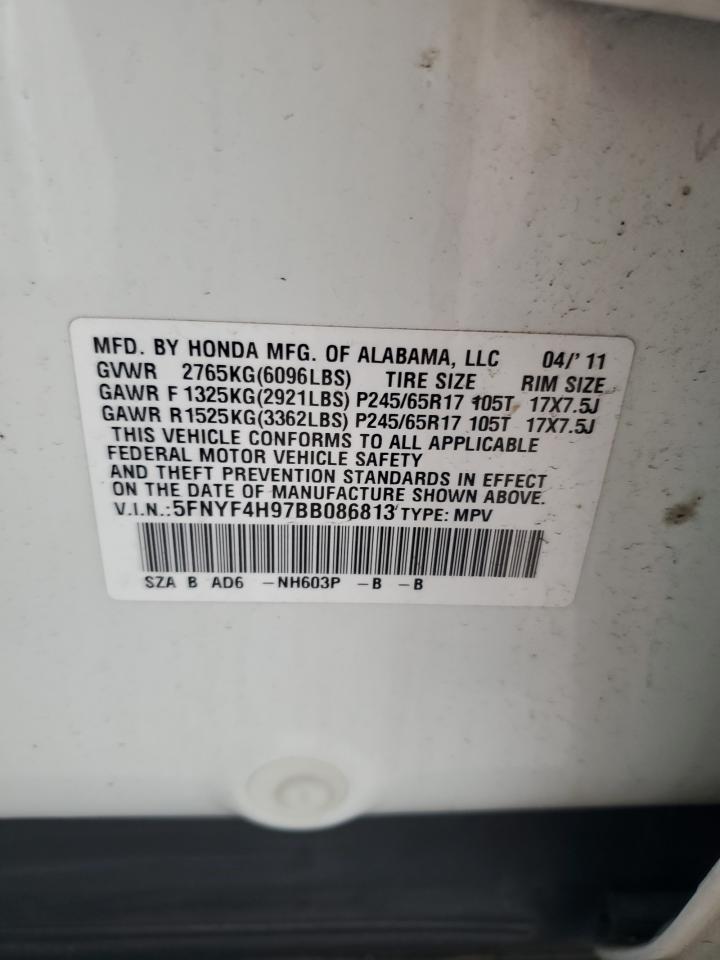 MFD. BY HONDA MFG. OF ALABAMA, LLC 04/' 11
GVWR 2765KG(6096LBS) TIRE SIZE RIM SIZE
GAWR F 1325KG(2921LBS) P245/65R17 105T 17X7.5J
GAWR R1525KG(3362LBS) P245/65R17 105T 17X7.5J
THIS VEHICLE CONFORMS TO ALL APPLICABLE
FEDERAL MOTOR VEHICLE SAFETY
AND THEFT PREVENTION STANDARDS IN EFFECT
ON THE DATE OF MANUFACTURE SHOWN ABOVE.
V.I.N.:5FNYF4H97BB086813 TYPE: MPV
SZA B AD6 -NH603P -B -B